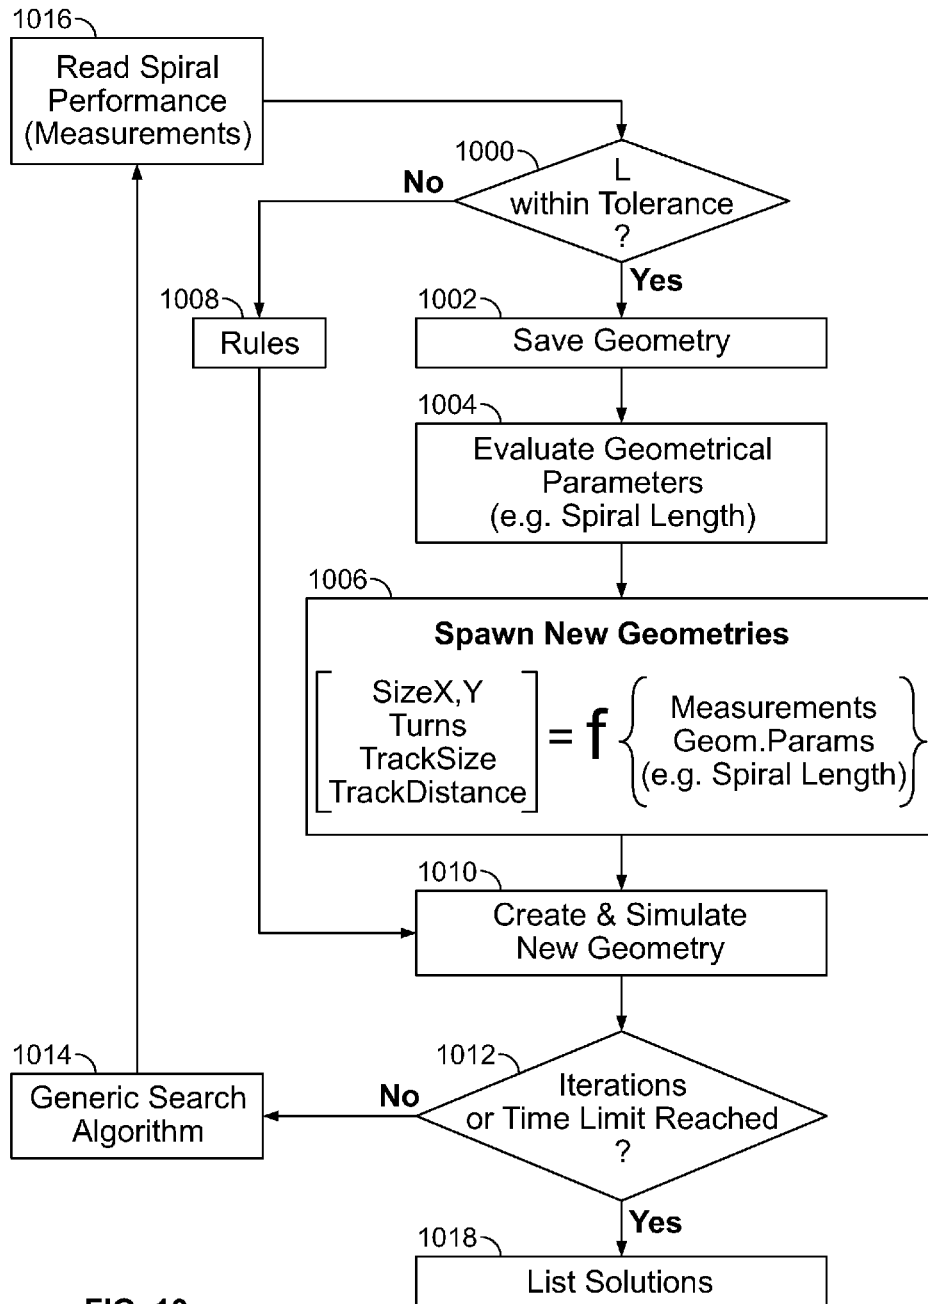 1016
Read Spiral
Performance
(Measurements)
1000
L
within Tolerance
?
No
Yes
1008
Rules
1002
Save Geometry
1004
Evaluate Geometrical
Parameters
(e.g. Spiral Length)
1006
Spawn New Geometries
SizeX,Y
Turns
TrackSize
TrackDistance
= f
Measurements
Geom.Params
(e.g. Spiral Length)
1010
Create & Simulate
New Geometry
1012
Iterations
or Time Limit Reached
?
No
1014
Generic Search
Algorithm
Yes
1018
List Solutions
FIG. 10